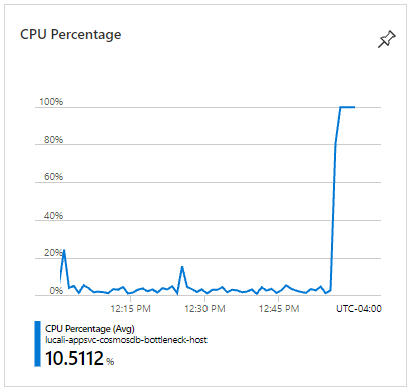 CPU Percentage
100%
80%
60%
40%
20%
0%
12:15 PM 12:30 PM 12:45 PM UTC-04:00
CPU Percentage (Avg)
lucali-appsvc-cosmosdb-bottleneck-host:
10.5112 %